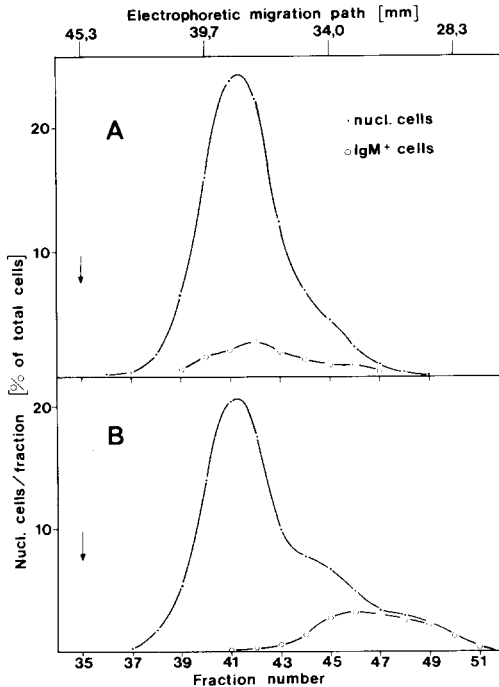 Electrophoretic migration path [mm]
45,3 39,7 34,0 28,3
20
A
nucl. cells
IgM+ cells
10
Nucl. cells/fraction [% of total cells]
20
B
10
35 37 39 41 43 45 47 49 51
Fraction number